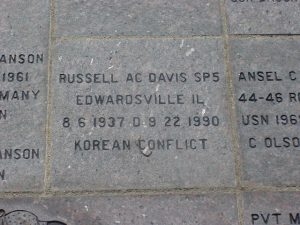 ANSON
1961
MANY
N
ANSON
N
RUSSELL AC DAVIS SP5
EDWARDSVILLE IL
8 6 1937 D 9 22 1990
KOREAN CONFLICT
ANSEL C
44-46 R
USN 196
C OLSO
PVT M